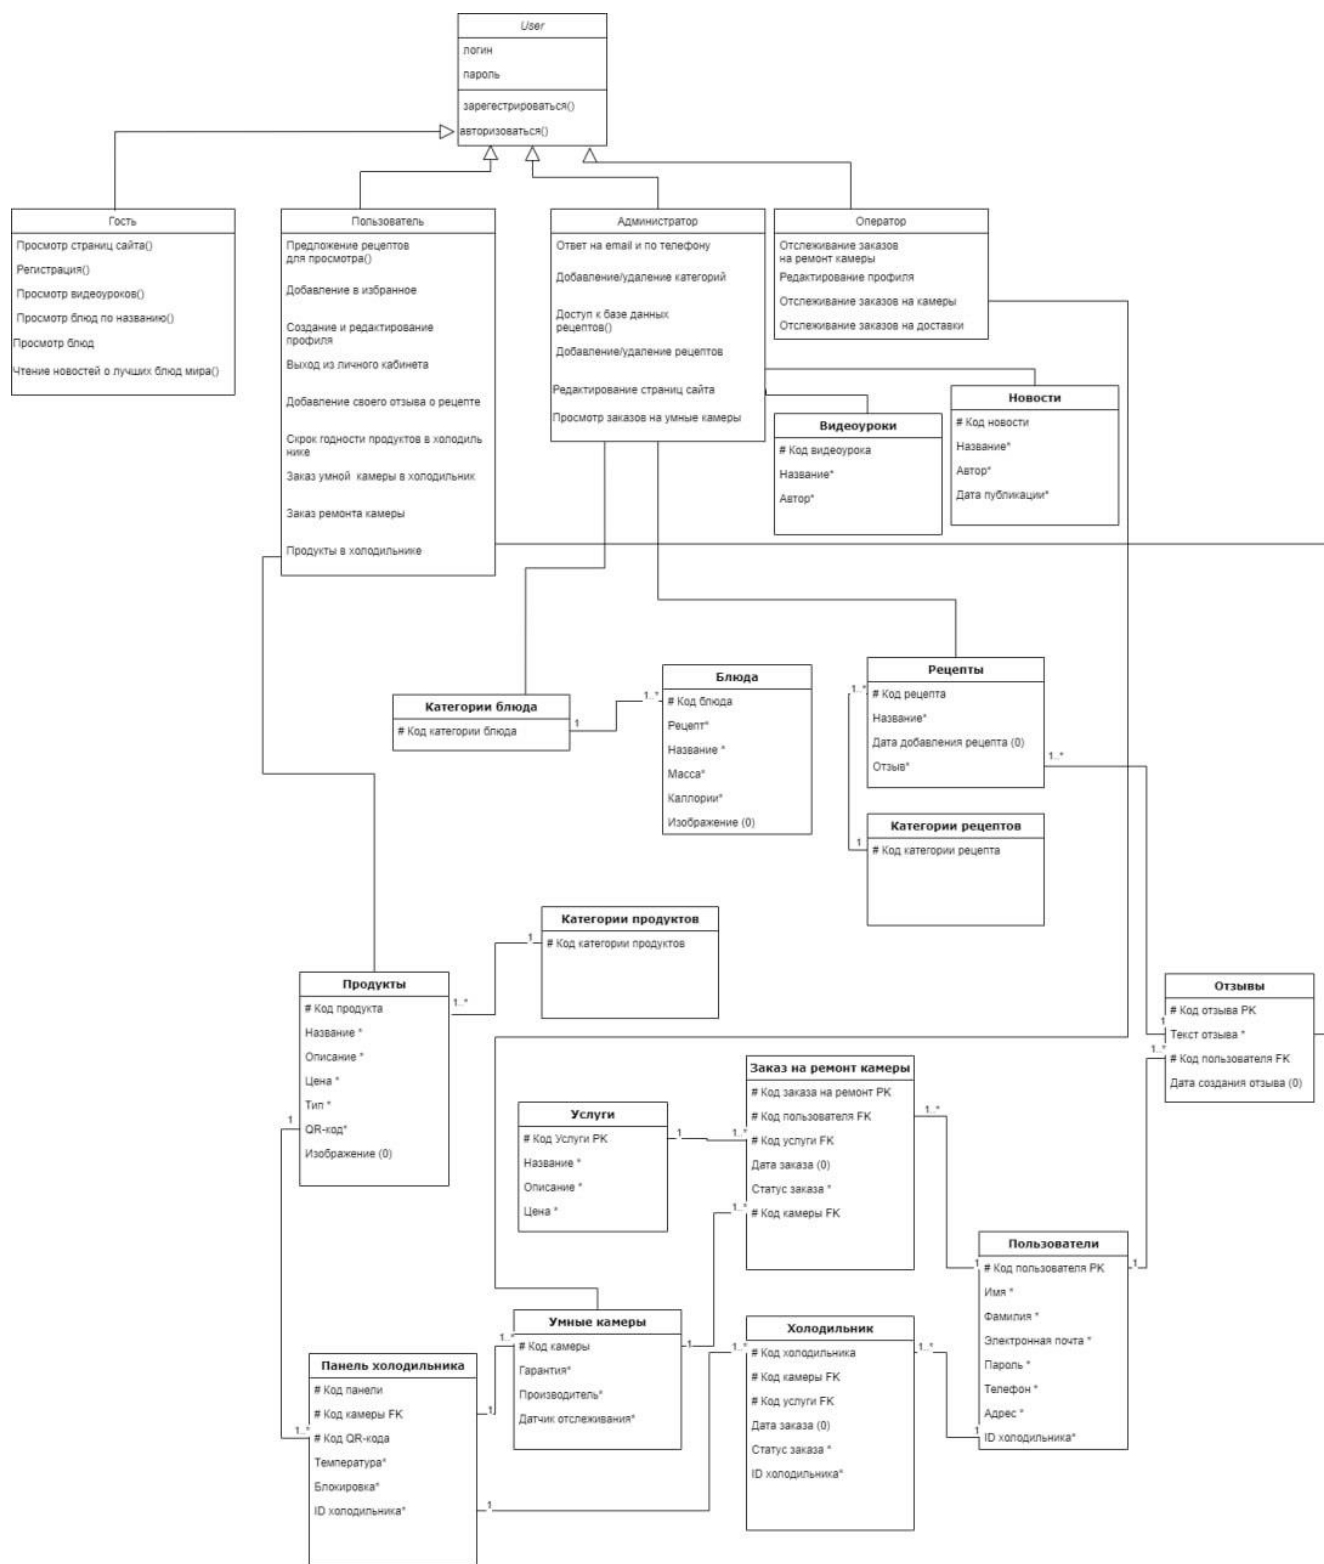 User
логин
пароль
зарегестрироваться()
авторизоваться()
Гость
Просмотр страниц сайта()
Регистрация()
Просмотр видеоуроков()
Просмотр блюд по названию()
Просмотр блюд
Чтение новостей о лучших блюд мира()
Пользователь
Предложение рецептов
для просмотра()
Добавление в избранное
Создание и редактирование
профиля
Выход из личного кабинета
Добавление своего отзыва о рецепте
Скрок годности продуктов в холодиль
нике
Заказ умной камеры в холодильник
Заказ ремонта камеры
Продукты в холодильнике
Администратор
Ответ на email и по телефону
Добавление/удаление категорий
Доступ к базе данных
рецептов()
Добавление/удаление рецептов
Редактирование страниц сайта
Просмотр заказов на умные камеры
Оператор
Отслеживание заказов
на ремонт камеры
Редактирование профиля
Отслеживание заказов на камеры
Отслеживание заказов на доставки
Видеоуроки
# Код видеоурока
Название*
Автор*
Новости
# Код новости
Название*
Автор*
Дата публикации*
Категории блюда
# Код категории блюда
1
1..*
Блюда
# Код блюда
Рецепт*
Название *
Масса*
Каллории*
Изображение (0)
Рецепты
1..*
# Код рецепта
Название*
Дата добавления рецепта (0)
Отзыв*
1..*
Категории рецептов
1
# Код категории рецепта
Категории продуктов
1
# Код категории продуктов
Продукты
# Код продукта
1..*
Название *
Описание *
Цена *
Тип *
1
QR-код*
Изображение (0)
Отзывы
# Код отзыва PK
1
Текст отзыва *
1..*
# Код пользователя FK
Дата создания отзыва (0)
Заказ на ремонт камеры
# Код заказа на ремонт PK
# Код пользователя FK
1..*
1..*
# Код услуги FK
Дата заказа (0)
Статус заказа *
1..*
# Код камеры FK
Услуги
# Код Услуги PK
1
Название *
Описание *
Цена *
Пользователи
1
# Код пользователя PK
1
Имя *
Фамилия *
Электронная почта *
Пароль *
Телефон *
Адрес *
1
ID холодильника*
Умные камеры
1..*
# Код камеры
1
Гарантия*
Производитель*
Датчик отслеживания*
Холодильник
1..*
# Код холодильника
1..*
# Код камеры FK
# Код услуги FK
Дата заказа (0)
Статус заказа *
ID холодильника*
Панель холодильника
# Код панели
# Код камеры FK
1
1..*
# Код QR-кода
Температура*
Блокировка*
ID холодильника*
1